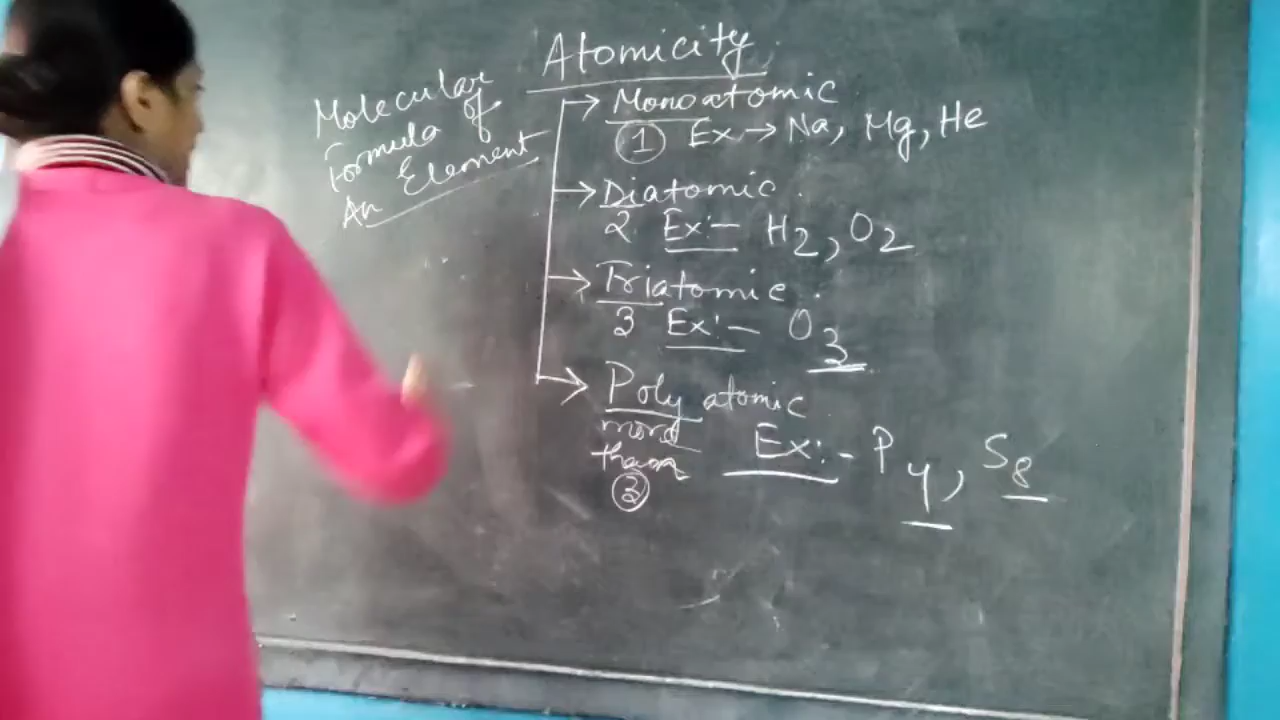 Atomicity
Molecular
Formula of
An Element
→ Monoatomic
① Ex → Na, Mg, He
→ Diatomic
2 Ex:- H2, O2
→ Triatomic
3 Ex:- O3
→ Poly atomic
more
than
③
Ex:- P4, S8